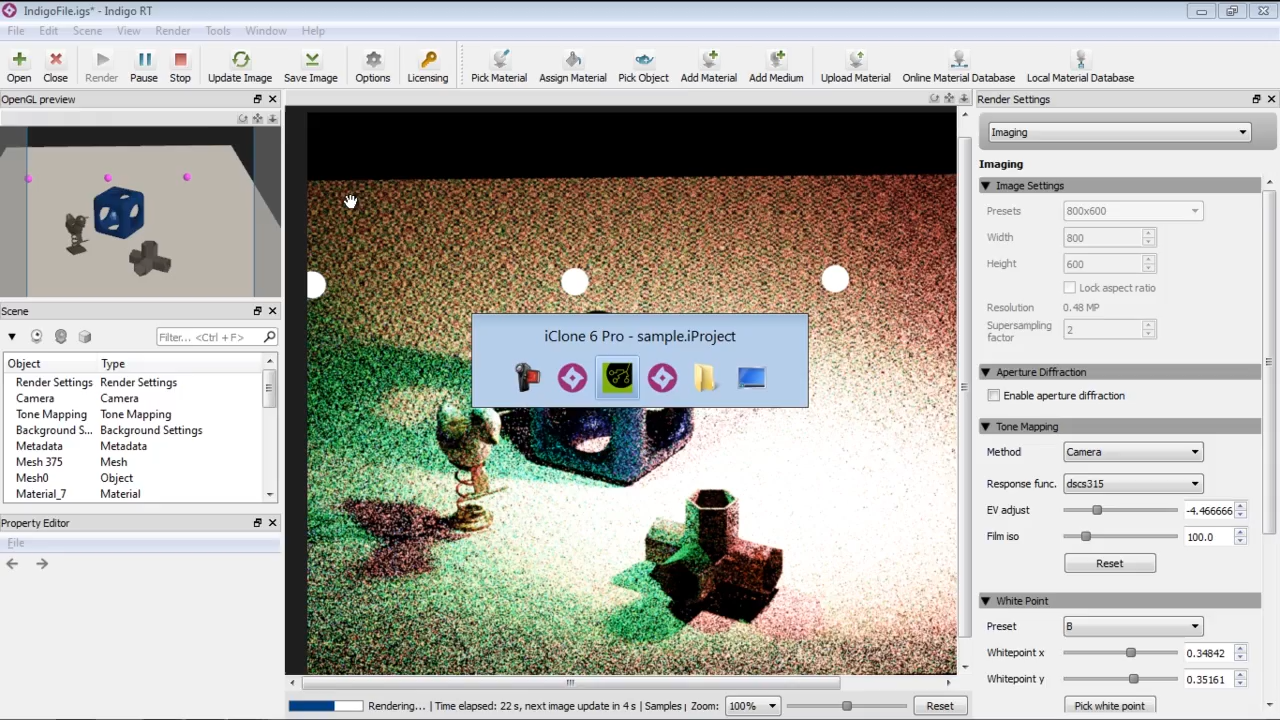 IndigoFile.igs* - Indigo RT
File Edit Scene View Render Tools Window Help
Open Close Render Pause Stop Update Image Save Image Options Licensing Pick Material Assign Material Pick Object Add Material Add Medium Upload Material Online Material Database Local Material Database
OpenGL preview
Render Settings
Imaging
Imaging
Image Settings
Presets 800x600
Width 800
Height 600
Lock aspect ratio
Resolution 0.48 MP
Supersampling
factor 2
Aperture Diffraction
Enable aperture diffraction
Tone Mapping
Method Camera
Response func. dscs315
EV adjust -4.466666
Film iso 100.0
Reset
White Point
Preset B
Whitepoint x 0.34842
Whitepoint y 0.35161
Pick white point
Scene
Filter... <Ctrl + F>
Object Type
Render Settings Render Settings
Camera Camera
Tone Mapping Tone Mapping
Background S... Background Settings
Metadata Metadata
Mesh 375 Mesh
Mesh0 Object
Material_7 Material
Property Editor
File
iClone 6 Pro - sample.iProject
Rendering... | Time elapsed: 22 s, next image update in 4 s | Samples Zoom: 100% Reset